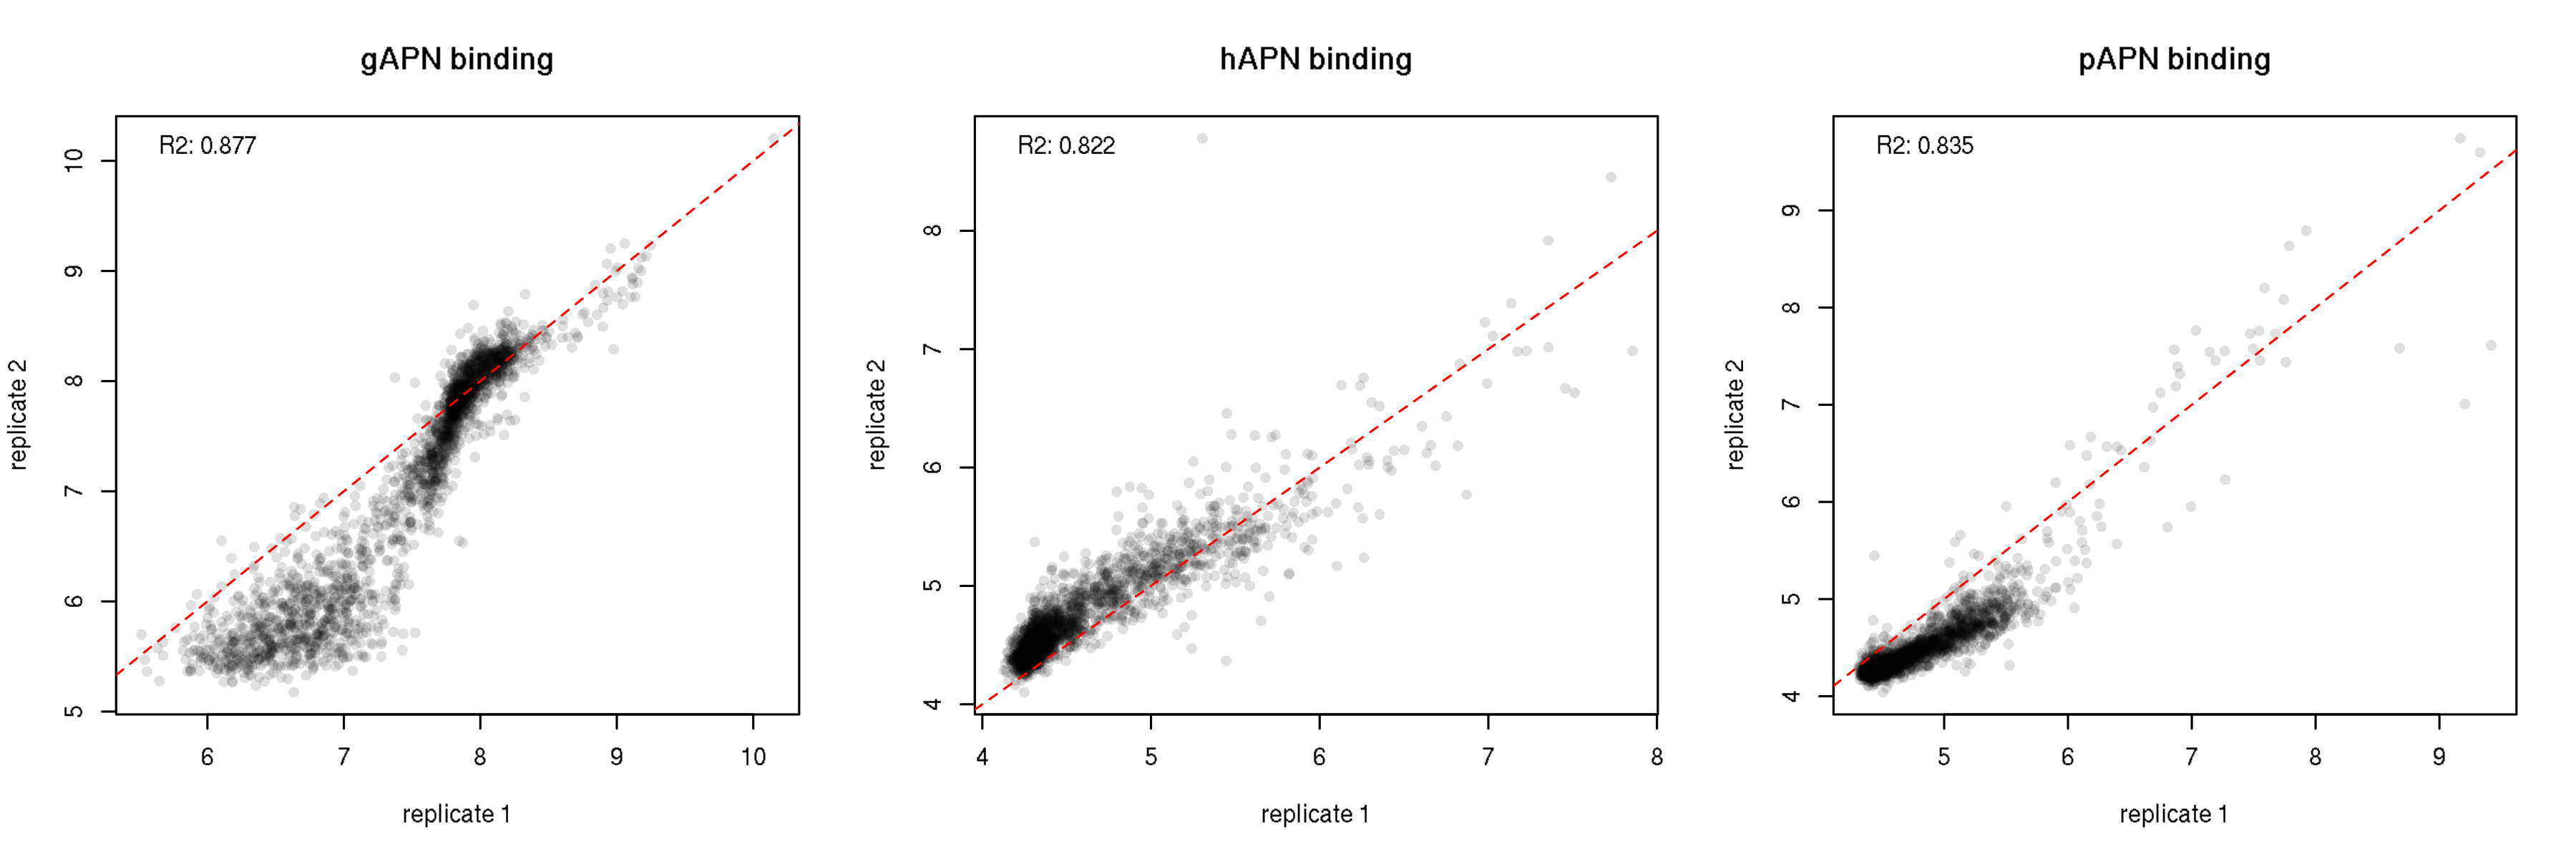 gAPN binding
R2: 0.877
10
9
8
7
6
5
replicate 2
6 7 8 9 10
replicate 1
hAPN binding
R2: 0.822
8
7
6
5
4
replicate 2
4 5 6 7 8
replicate 1
pAPN binding
R2: 0.835
9
8
7
6
5
4
replicate 2
5 6 7 8 9
replicate 1